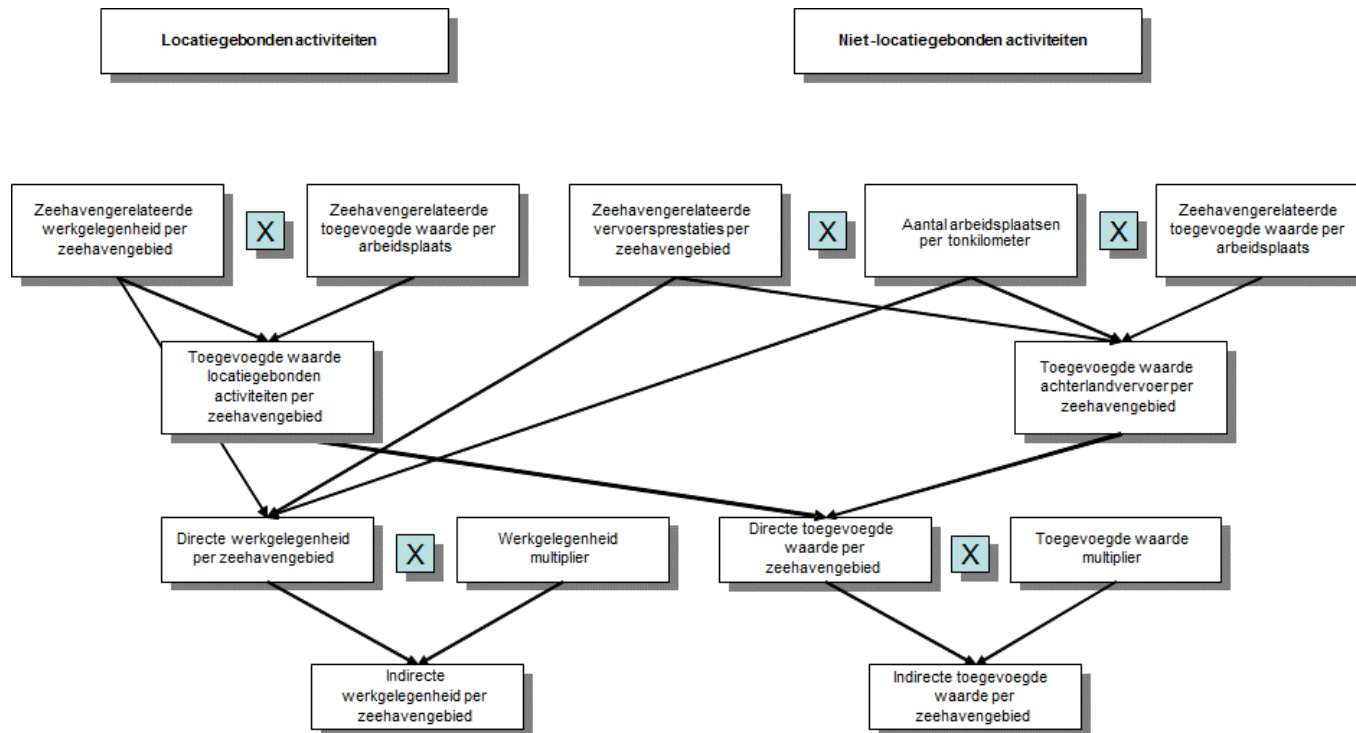 Locatiegebonden activiteiten
Niet-locatiegebonden activiteiten
Zeehavengerelateerde
werkgelegenheid per
zeehavengebied
X
Zeehavengerelateerde
toegevoegde waarde per
arbeidsplaats
Zeehavengerelateerde
vervoersprestaties per
zeehavengebied
X
Aantal arbeidsplaatsen
per tonkilometer
X
Zeehavengerelateerde
toegevoegde waarde per
arbeidsplaats
Toegevoegde waarde
locatiegebonden
activiteiten per
zeehavengebied
Toegevoegde waarde
achterlandvervoer per
zeehavengebied
Directe werkgelegenheid
per zeehavengebied
X
Werkgelegenheid
multiplier
Directe toegevoegde
waarde per
zeehavengebied
X
Toegevoegde waarde
multiplier
Indirecte
werkgelegenheid per
zeehavengebied
Indirecte toegevoegde
waarde per
zeehavengebied